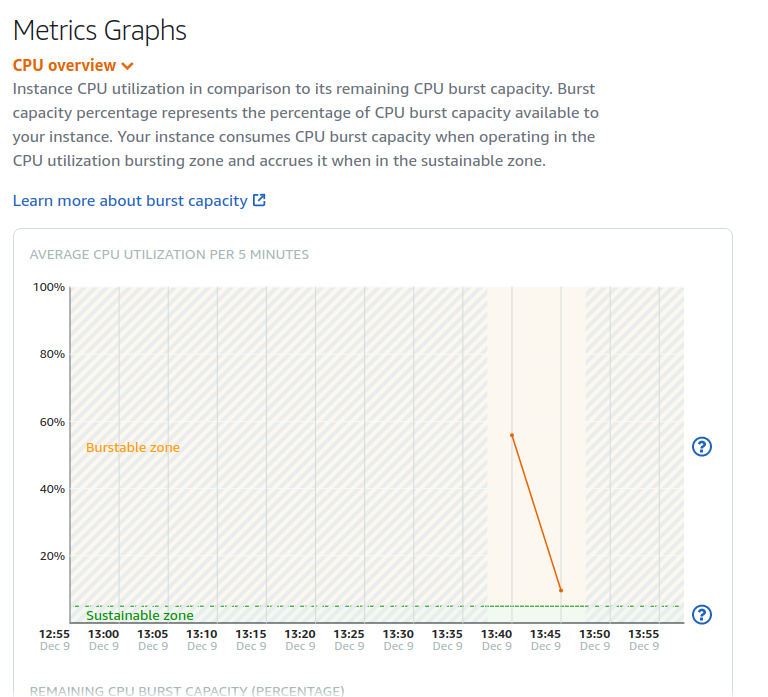 Metrics Graphs
CPU overview
Instance CPU utilization in comparison to its remaining CPU burst capacity. Burst
capacity percentage represents the percentage of CPU burst capacity available to
your instance. Your instance consumes CPU burst capacity when operating in the
CPU utilization bursting zone and accrues it when in the sustainable zone.
Learn more about burst capacity
AVERAGE CPU UTILIZATION PER 5 MINUTES
100%
80%
60%
Burstable zone
?
40%
20%
Sustainable zone
?
12:55 13:00 13:05 13:10 13:15 13:20 13:25 13:30 13:35 13:40 13:45 13:50 13:55
Dec 9 Dec 9 Dec 9 Dec 9 Dec 9 Dec 9 Dec 9 Dec 9 Dec 9 Dec 9 Dec 9 Dec 9 Dec 9
REMAINING CPU BURST CAPACITY (PERCENTAGE)